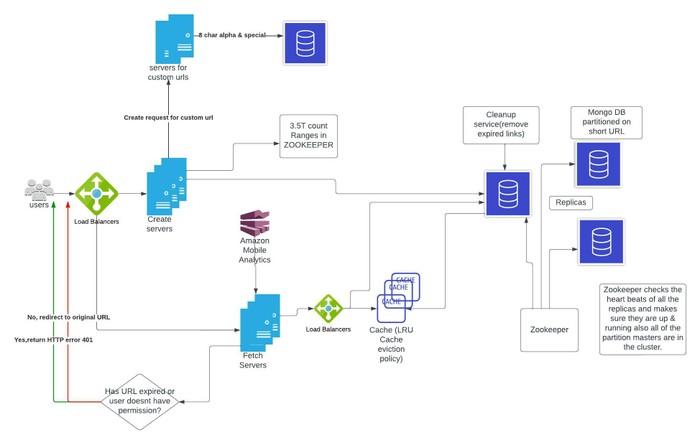 8 char alpha & special
servers for
custom urls
Create request for custom url
3.5T count
Ranges in
ZOOKEEPER
Cleanup
service(remove
expired links)
Mongo DB
partitioned on
short URL
users
Load Balancers
Create
servers
Replicas
Amazon
Mobile
Analytics
CACHE
CACHE
CACHE
Load Balancers
Cache (LRU
Cache
eviction
policy)
Zookeeper
Zookeeper checks the
heart beats of all the
replicas and makes
sure they are up &
running also all of the
partition masters are in
the cluster.
No, redirect to original URL
Yes,return HTTP error 401
Fetch
Servers
Has URL expired or
user doesnt have
permission?